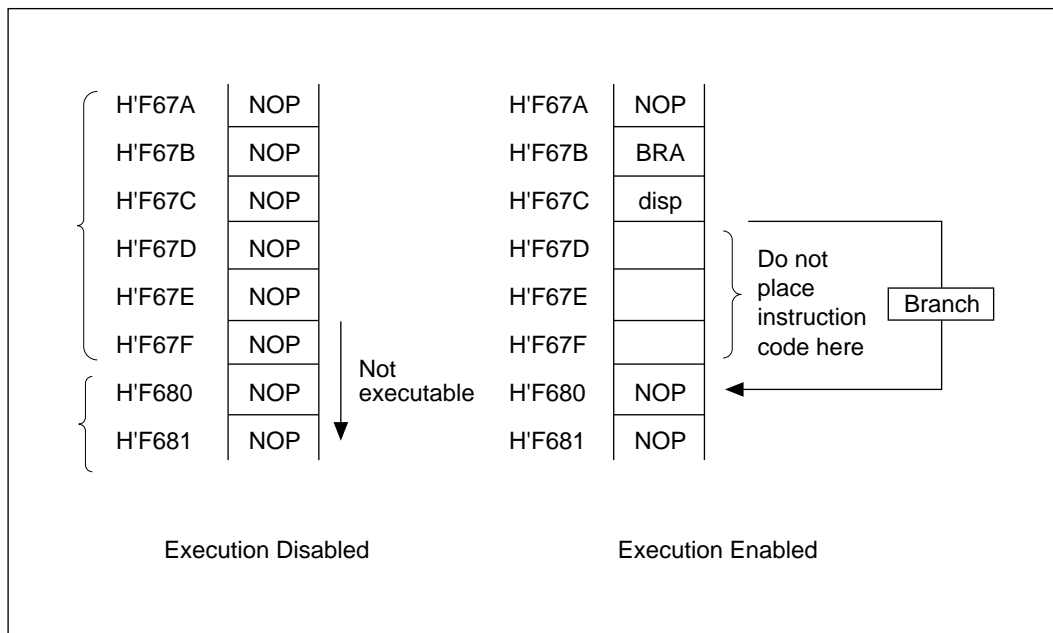 H'F67A NOP
H'F67B NOP
H'F67C NOP
H'F67D NOP
H'F67E NOP
H'F67F NOP
H'F680 NOP
H'F681 NOP
Not
executable
Execution Disabled
H'F67A NOP
H'F67B BRA
H'F67C disp
H'F67D
H'F67E
H'F67F
H'F680 NOP
H'F681 NOP
Do not
place
instruction
code here
Branch
Execution Enabled